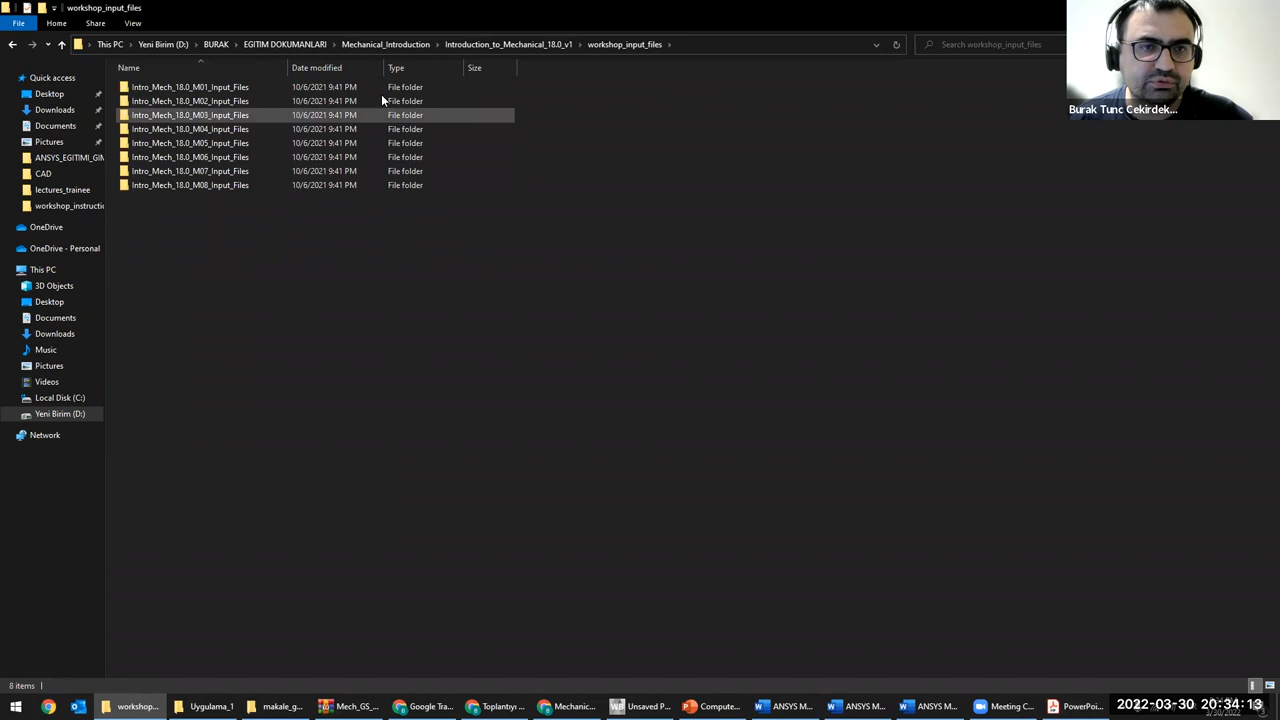 workshop_input_files
File Home Share View
This PC Yeni Birim (D:) BURAK EGITIM DOKUMANLARI Mechanical_Introduction Introduction_to_Mechanical_18.0_v1 workshop_input_files
Search workshop_input_files
Name Date modified Type Size
Intro_Mech_18.0_M01_Input_Files 10/6/2021 9:41 PM File folder
Intro_Mech_18.0_M02_Input_Files 10/6/2021 9:41 PM File folder
Intro_Mech_18.0_M03_Input_Files 10/6/2021 9:41 PM File folder
Intro_Mech_18.0_M04_Input_Files 10/6/2021 9:41 PM File folder
Intro_Mech_18.0_M05_Input_Files 10/6/2021 9:41 PM File folder
Intro_Mech_18.0_M06_Input_Files 10/6/2021 9:41 PM File folder
Intro_Mech_18.0_M07_Input_Files 10/6/2021 9:41 PM File folder
Intro_Mech_18.0_M08_Input_Files 10/6/2021 9:41 PM File folder
Quick access
Desktop
Downloads
Documents
Pictures
ANSYS_EGITIMI_GIM
CAD
lectures_trainee
workshop_instructio
OneDrive
OneDrive - Personal
This PC
3D Objects
Desktop
Documents
Downloads
Music
Pictures
Videos
Local Disk (C:)
Yeni Birim (D:)
Network
Burak Tunc Cekirdek...
8 items
workshop... Uygulama_1 makale_g... Mech_GS_... Google Tra... Toplantıyı ... Mechanic... Unsaved P... Compute... ANSYS M... ANSYS M... ANSYS M... Meeting C... PowerPoi...
2022-03-30 20:34:13